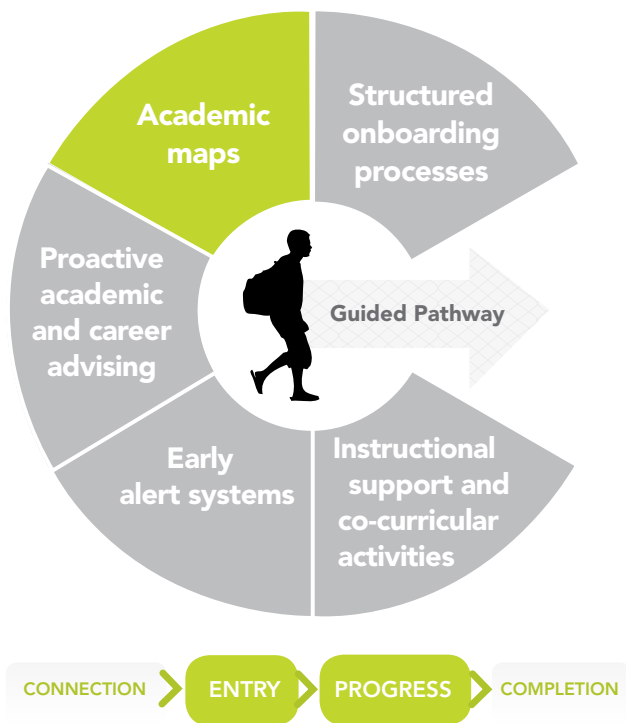 Academic
maps
Structured
onboarding
processes
Proactive
academic
and career
advising
Guided Pathway
Early
alert systems
Instructional
support and
co-curricular
activities
CONNECTION
ENTRY
PROGRESS
COMPLETION